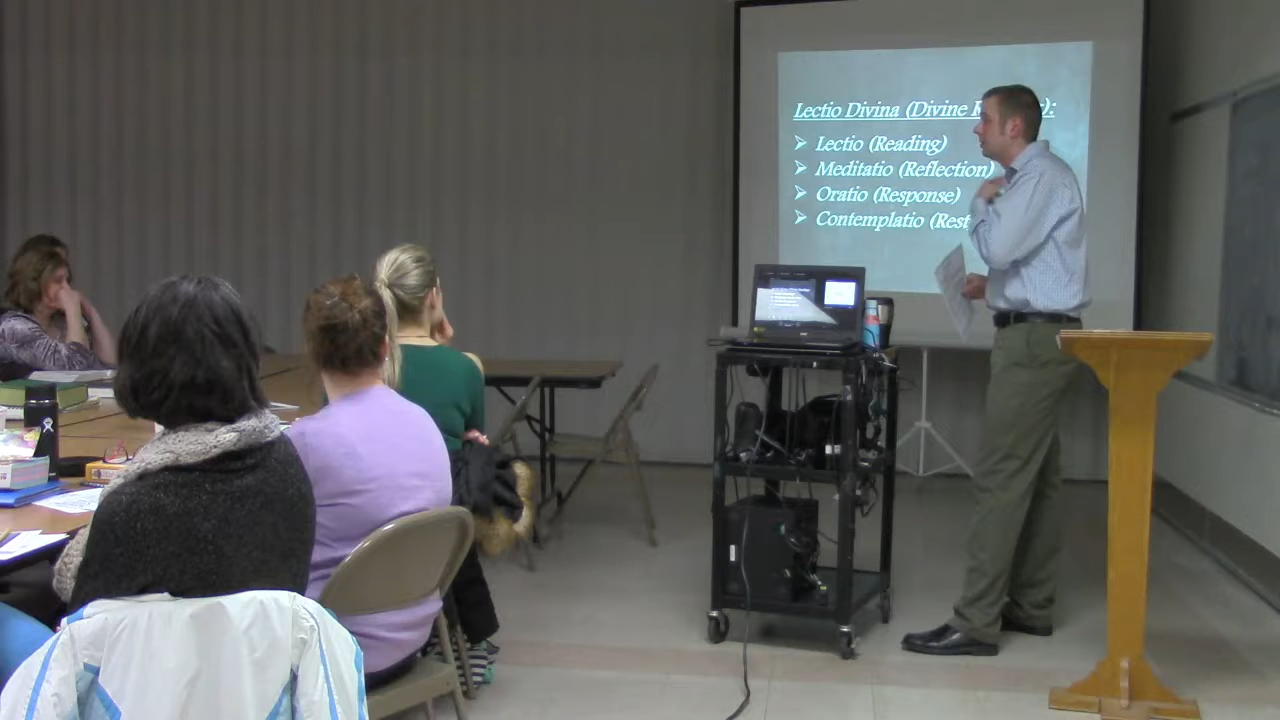 Lectio Divina (Divine R ):
➢ Lectio (Reading)
➢ Meditatio (Reflection)
➢ Oratio (Response)
➢ Contemplatio (Rest